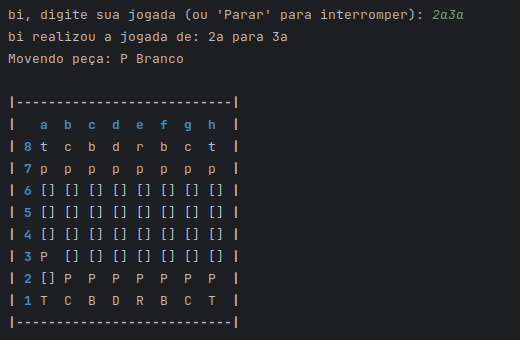 bi, digite sua jogada (ou 'Parar' para interromper): 2a3a
bi realizou a jogada de: 2a para 3a
Movendo peça: P Branco
|---------------------------|
|   a  b  c  d  e  f  g  h  |
| 8 t  c  b  d  r  b  c  t  |
| 7 p  p  p  p  p  p  p  p  |
| 6 [] [] [] [] [] [] [] [] |
| 5 [] [] [] [] [] [] [] [] |
| 4 [] [] [] [] [] [] [] [] |
| 3 P  [] [] [] [] [] [] [] |
| 2 [] P  P  P  P  P  P  P  |
| 1 T  C  B  D  R  B  C  T  |
|---------------------------|